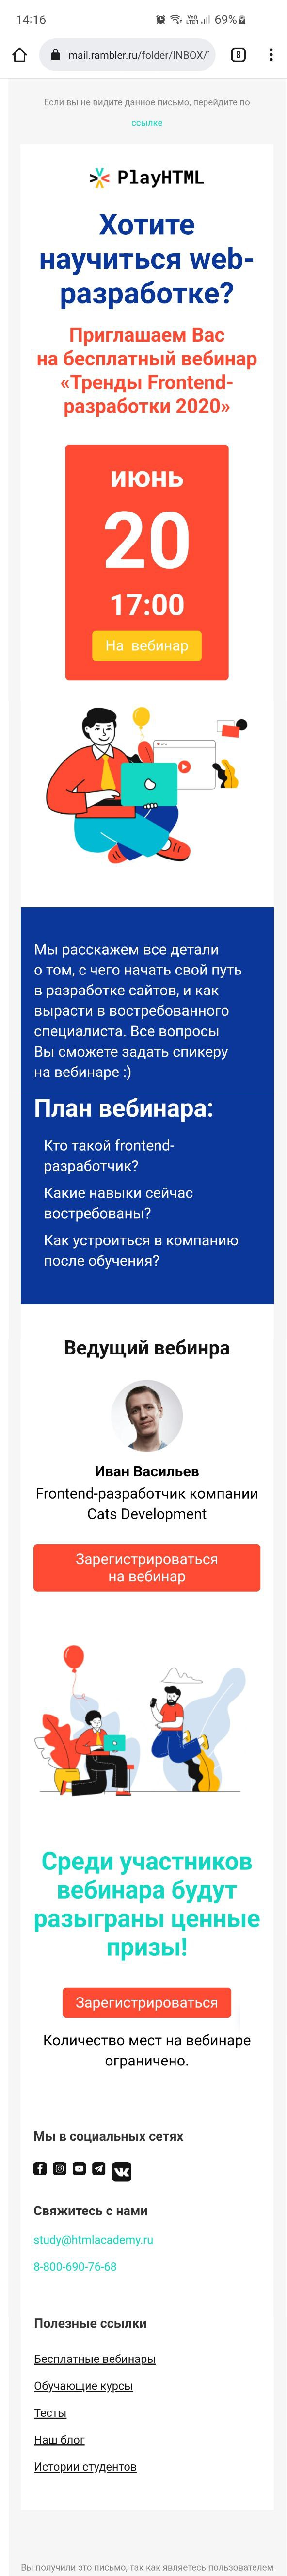 14:16
Vo)) LTE1
69%
mail.rambler.ru/folder/INBOX/
8
Если вы не видите данное письмо, перейдите по
ссылке
PlayHTML
Хотите
научиться web-
разработке?
Приглашаем Вас
на бесплатный вебинар
«Тренды Frontend-
разработки 2020»
июнь
20
17:00
На вебинар
Мы расскажем все детали
о том, с чего начать свой путь
в разработке сайтов, и как
вырасти в востребованного
специалиста. Все вопросы
Вы сможете задать спикеру
на вебинаре :)
План вебинара:
Кто такой frontend-
разработчик?
Какие навыки сейчас
востребованы?
Как устроиться в компанию
после обучения?
Ведущий вебинра
Иван Васильев
Frontend-разработчик компании
Cats Development
Зарегистрироваться
на вебинар
Среди участников
вебинара будут
разыграны ценные
призы!
Зарегистрироваться
Количество мест на вебинаре
ограничено.
Мы в социальных сетях
Свяжитесь с нами
study@htmlacademy.ru
8-800-690-76-68
Полезные ссылки
Бесплатные вебинары
Обучающие курсы
Тесты
Наш блог
Истории студентов
Вы получили это письмо, так как являетесь пользователем